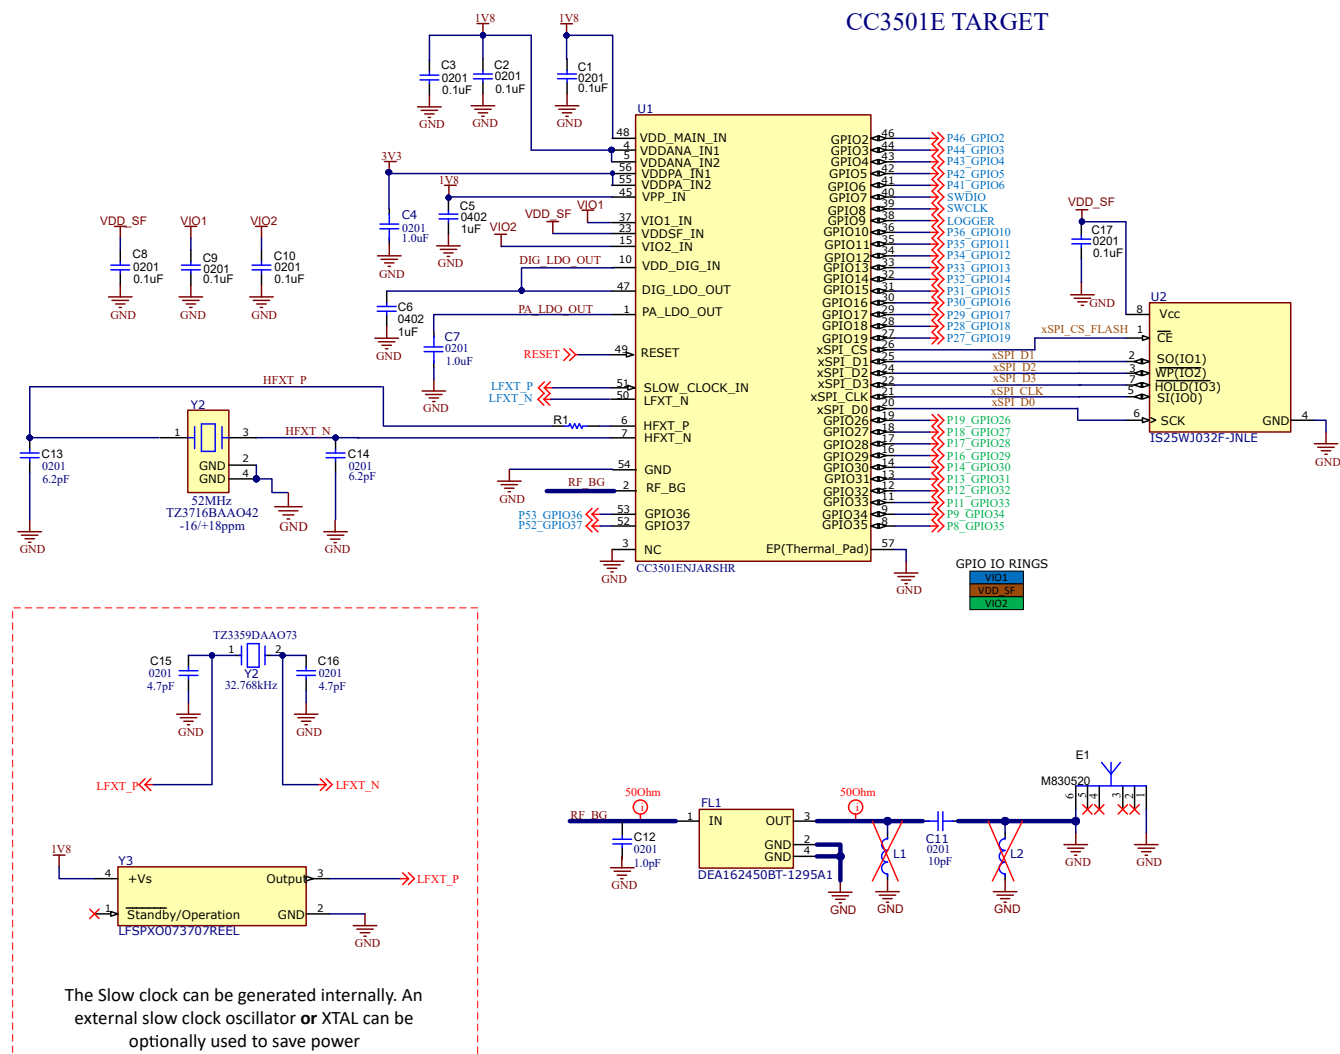 CC3501E TARGET
1V8
1V8
C3
0201
0.1uF
GND
C2
0201
0.1uF
GND
C1
0201
0.1uF
GND
3V3
C4
0201
1.0uF
GND
1V8
C5
0402
1uF
GND
VDD_SF
C8
0201
0.1uF
GND
VIO1
C9
0201
0.1uF
GND
VIO2
C10
0201
0.1uF
GND
VIO1
VDD_SF
VIO2
DIG_LDO_OUT
C6
0402
1uF
GND
PA_LDO_OUT
C7
0201
1.0uF
GND
RESET
LFXT_P
LFXT_N
HFXT_P
R1
HFXT_N
Y2
1
3
GND 2
GND 4
52MHz
TZ3716BAAO42
-16/+18ppm
GND
C13
0201
6.2pF
GND
C14
0201
6.2pF
GND
GND
RF_BG
P53_GPIO36
P52_GPIO37
GND
U1
48 VDD_MAIN_IN
4 VDDANA_IN1
5 VDDANA_IN2
56 VDDPA_IN1
55 VDDPA_IN2
45 VPP_IN
37 VIO1_IN
23 VDDSF_IN
15 VIO2_IN
10 VDD_DIG_IN
47 DIG_LDO_OUT
1 PA_LDO_OUT
49 RESET
51 SLOW_CLOCK_IN
50 LFXT_N
6 HFXT_P
7 HFXT_N
54 GND
2 RF_BG
53 GPIO36
52 GPIO37
3 NC
CC3501ENJARSHR
GPIO2 46 P46_GPIO2
GPIO3 44 P44_GPIO3
GPIO4 43 P43_GPIO4
GPIO5 42 P42_GPIO5
GPIO6 41 P41_GPIO6
GPIO7 40 SWDIO
GPIO8 39 SWCLK
GPIO9 38 LOGGER
GPIO10 36 P36_GPIO10
GPIO11 35 P35_GPIO11
GPIO12 34 P34_GPIO12
GPIO13 33 P33_GPIO13
GPIO14 32 P32_GPIO14
GPIO15 31 P31_GPIO15
GPIO16 30 P30_GPIO16
GPIO17 29 P29_GPIO17
GPIO18 28 P28_GPIO18
GPIO19 27 P27_GPIO19
xSPI_CS 26 xSPI_CS_FLASH
xSPI_D1 25 xSPI_D1
xSPI_D2 24 xSPI_D2
xSPI_D3 22 xSPI_D3
xSPI_CLK 21 xSPI_CLK
xSPI_D0 20 xSPI_D0
GPIO26 19 P19_GPIO26
GPIO27 18 P18_GPIO27
GPIO28 17 P17_GPIO28
GPIO29 16 P16_GPIO29
GPIO30 14 P14_GPIO30
GPIO31 13 P13_GPIO31
GPIO32 12 P12_GPIO32
GPIO33 11 P11_GPIO33
GPIO34 9 P9_GPIO34
GPIO35 8 P8_GPIO35
EP(Thermal_Pad) 57
GND
VDD_SF
C17
0201
0.1uF
GND
U2
8 Vcc
1 CE
2 SO(IO1)
3 WP(IO2)
7 HOLD(IO3)
5 SI(IO0)
6 SCK
GND 4
IS25WJ032F-JNLE
GND
GPIO IO RINGS
VIO1
VDD_SF
VIO2
TZ3359DAAO73
1 2
Y2
32.768kHz
C15
0201
4.7pF
GND
C16
0201
4.7pF
GND
LFXT_P
LFXT_N
1V8
Y3
4 +Vs
Output 3
LFXT_P
1 Standby/Operation
GND 2
LFSPXO073707REEL
GND
The Slow clock can be generated internally. An
external slow clock oscillator or XTAL can be
optionally used to save power
RF_BG
50Ohm
i
C12
0201
1.0pF
GND
FL1
1 IN
OUT 3
GND 2
GND 4
DEA162450BT-1295A1
GND
50Ohm
i
L1
GND
C11
0201
10pF
L2
GND
E1
M830520
6 5 4 3 2 1
GND
GND